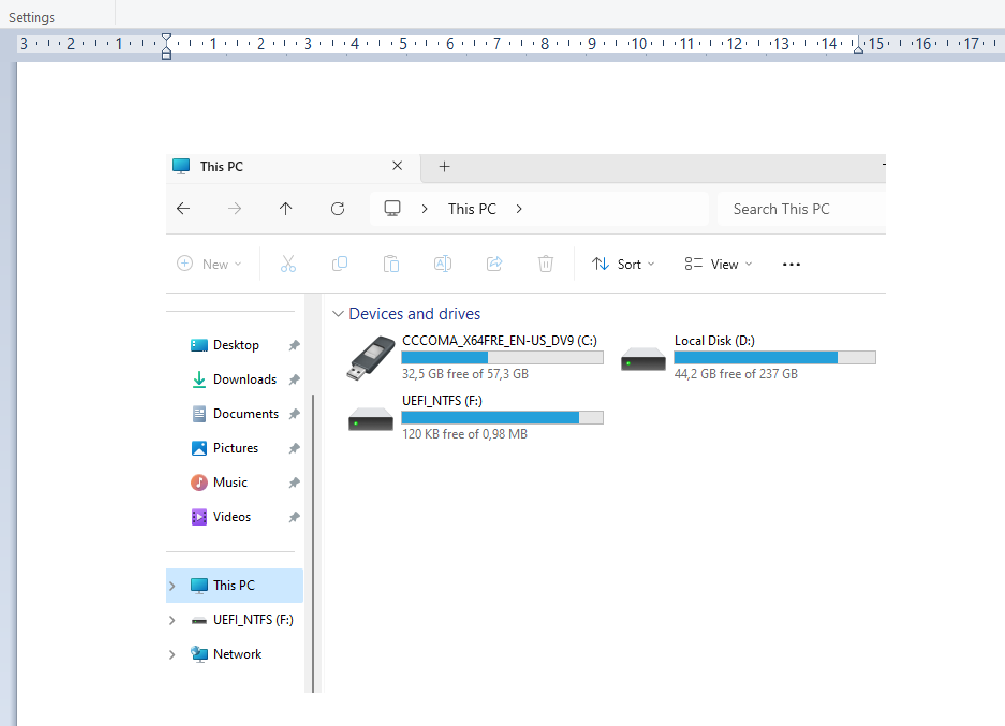 Settings
3 · 2 · 1 · 1 · 2 · 3 · 4 · 5 · 6 · 7 · 8 · 9 · 10 · 11 · 12 · 13 · 14 · 15 · 16 · 17
This PC
This PC
Search This PC
New
Sort
View
Devices and drives
CCCOMA_X64FRE_EN-US_DV9 (C:)
32,5 GB free of 57,3 GB
Local Disk (D:)
44,2 GB free of 237 GB
UEFI_NTFS (F:)
120 KB free of 0,98 MB
Desktop
Downloads
Documents
Pictures
Music
Videos
This PC
UEFI_NTFS (F:)
Network